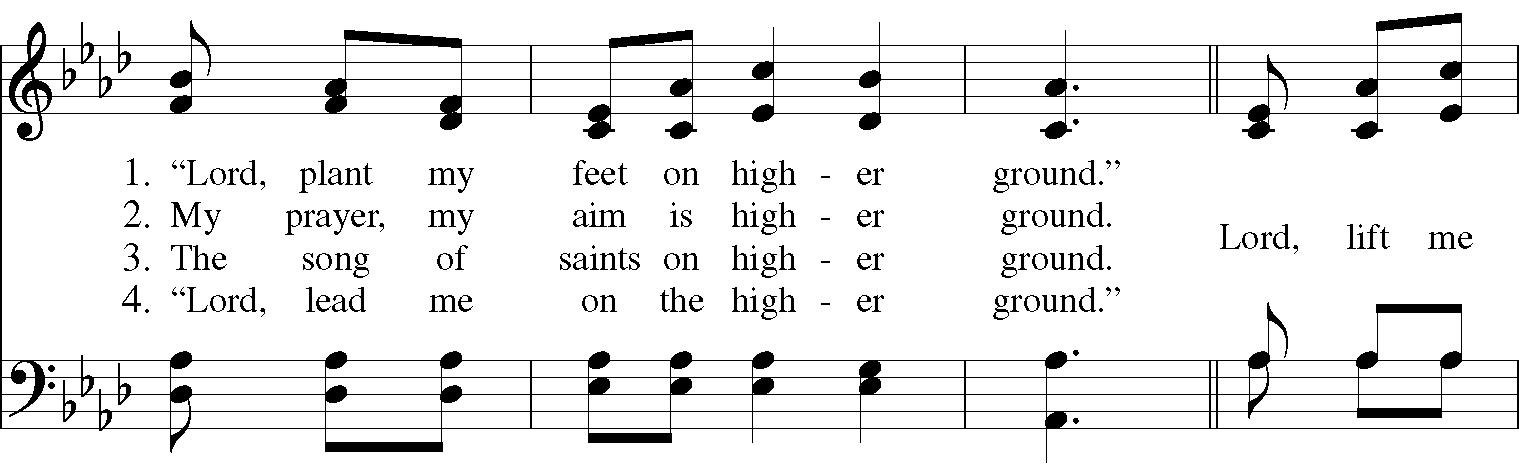 1. “Lord, plant my feet on high - er ground.”
2. My prayer, my aim is high - er ground.
3. The song of saints on high - er ground.
4. “Lord, lead me on the high - er ground.”
Lord, lift me